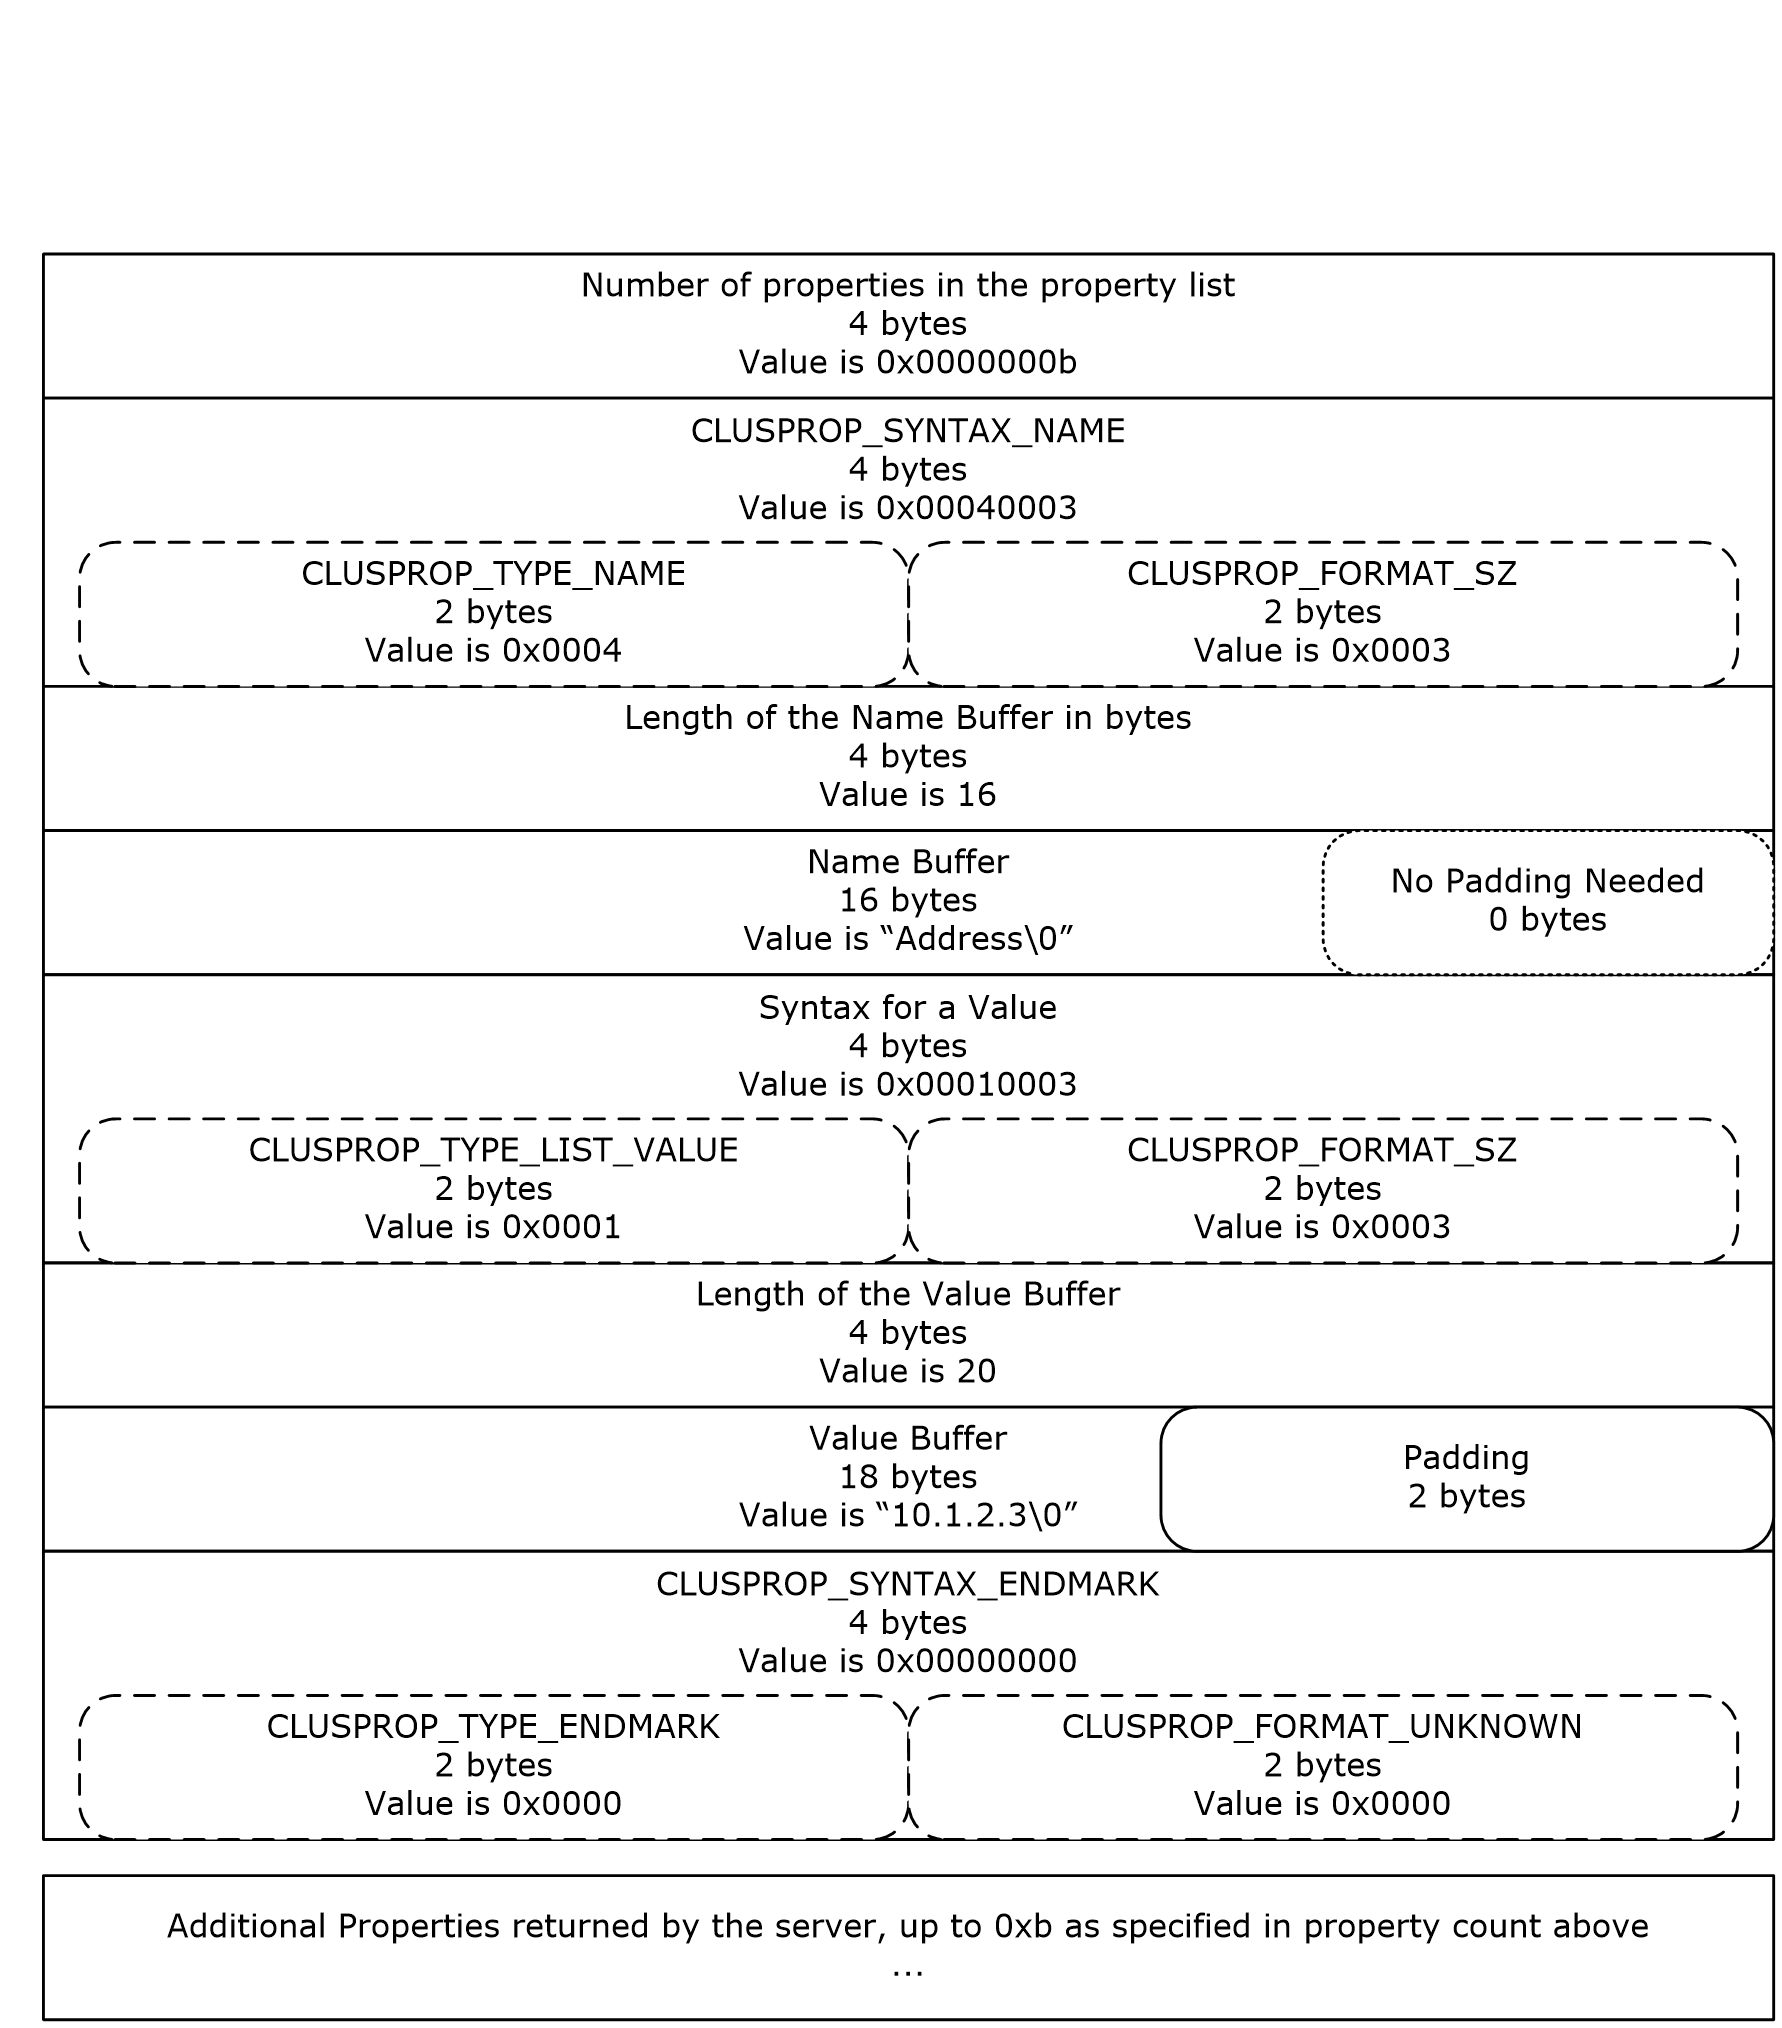 Number of properties in the property list
4 bytes
Value is 0x0000000b
CLUSPROP_SYNTAX_NAME
4 bytes
Value is 0x00040003
CLUSPROP_TYPE_NAME
2 bytes
Value is 0x0004
CLUSPROP_FORMAT_SZ
2 bytes
Value is 0x0003
Length of the Name Buffer in bytes
4 bytes
Value is 16
Name Buffer
16 bytes
Value is “Address\0”
No Padding Needed
0 bytes
Syntax for a Value
4 bytes
Value is 0x00010003
CLUSPROP_TYPE_LIST_VALUE
2 bytes
Value is 0x0001
CLUSPROP_FORMAT_SZ
2 bytes
Value is 0x0003
Length of the Value Buffer
4 bytes
Value is 20
Value Buffer
18 bytes
Value is “10.1.2.3\0”
Padding
2 bytes
CLUSPROP_SYNTAX_ENDMARK
4 bytes
Value is 0x00000000
CLUSPROP_TYPE_ENDMARK
2 bytes
Value is 0x0000
CLUSPROP_FORMAT_UNKNOWN
2 bytes
Value is 0x0000
Additional Properties returned by the server, up to 0xb as specified in property count above
...